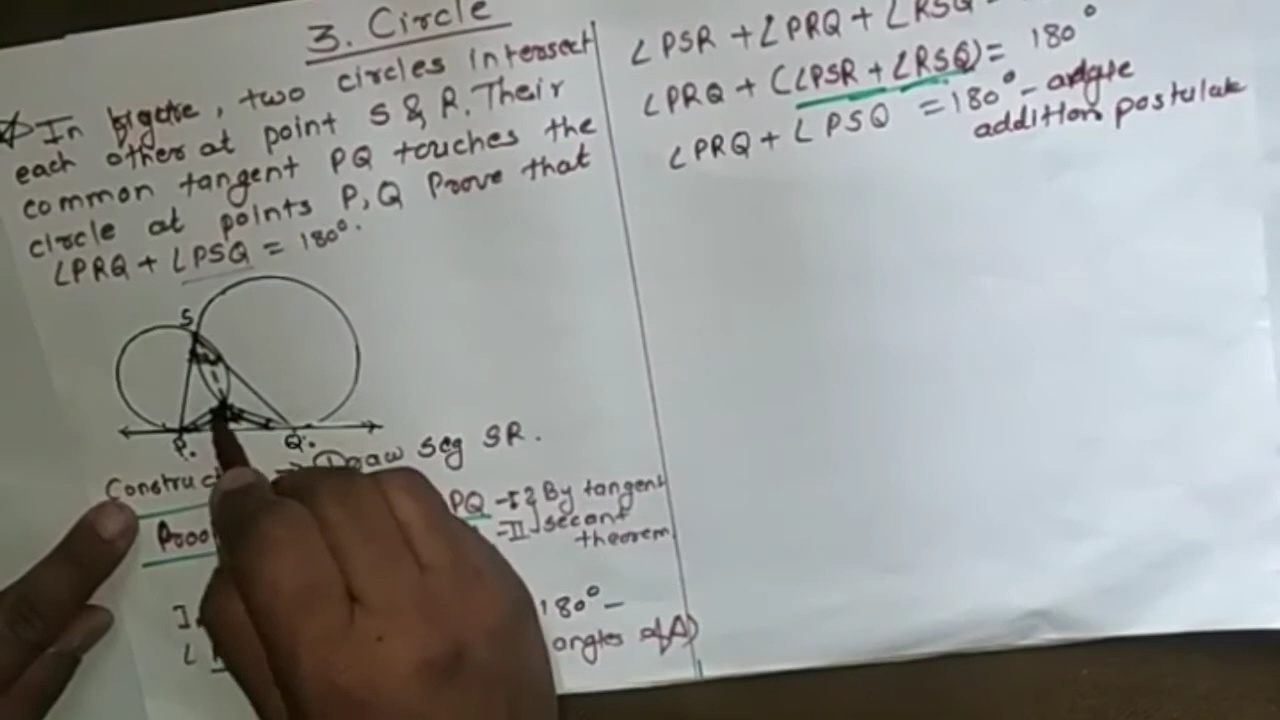 3. Circle
In figure, two circles intersect
each other at point S & R. Their
common tangent PQ touches the
circle at points P, Q Prove that
∠PRQ + ∠PSQ = 180°.
S
P. Q.
Construc → Draw seg SR.
Proo PQ - I } By tangent
- II } secant
theorem
180° -
angles of Δ)
∠PSR + ∠PRQ + ∠RSQ
∠PRQ + (∠PSR + ∠RSQ) = 180°
∠PRQ + ∠PSQ = 180° - angle
addition postulate